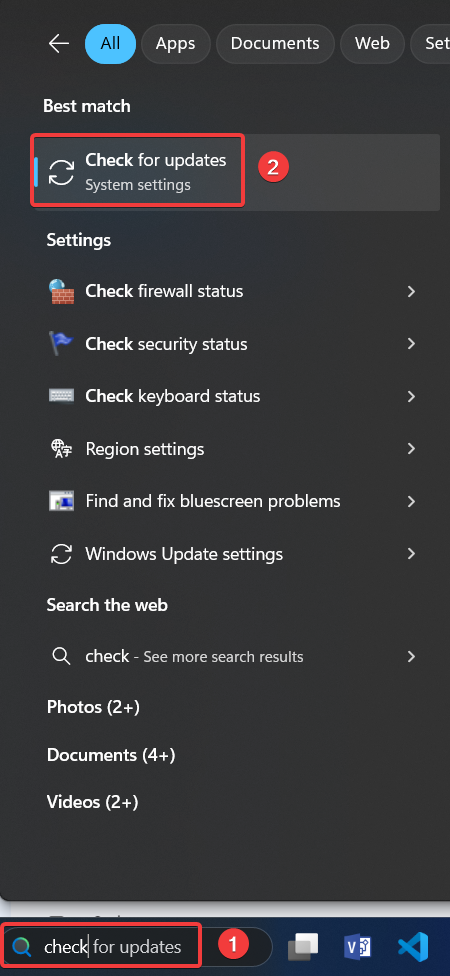 All
Apps
Documents
Web
Set
Best match
Check for updates
System settings
2
Settings
Check firewall status
Check security status
Check keyboard status
Region settings
Find and fix bluescreen problems
Windows Update settings
Search the web
check - See more search results
Photos (2+)
Documents (4+)
Videos (2+)
check for updates
1